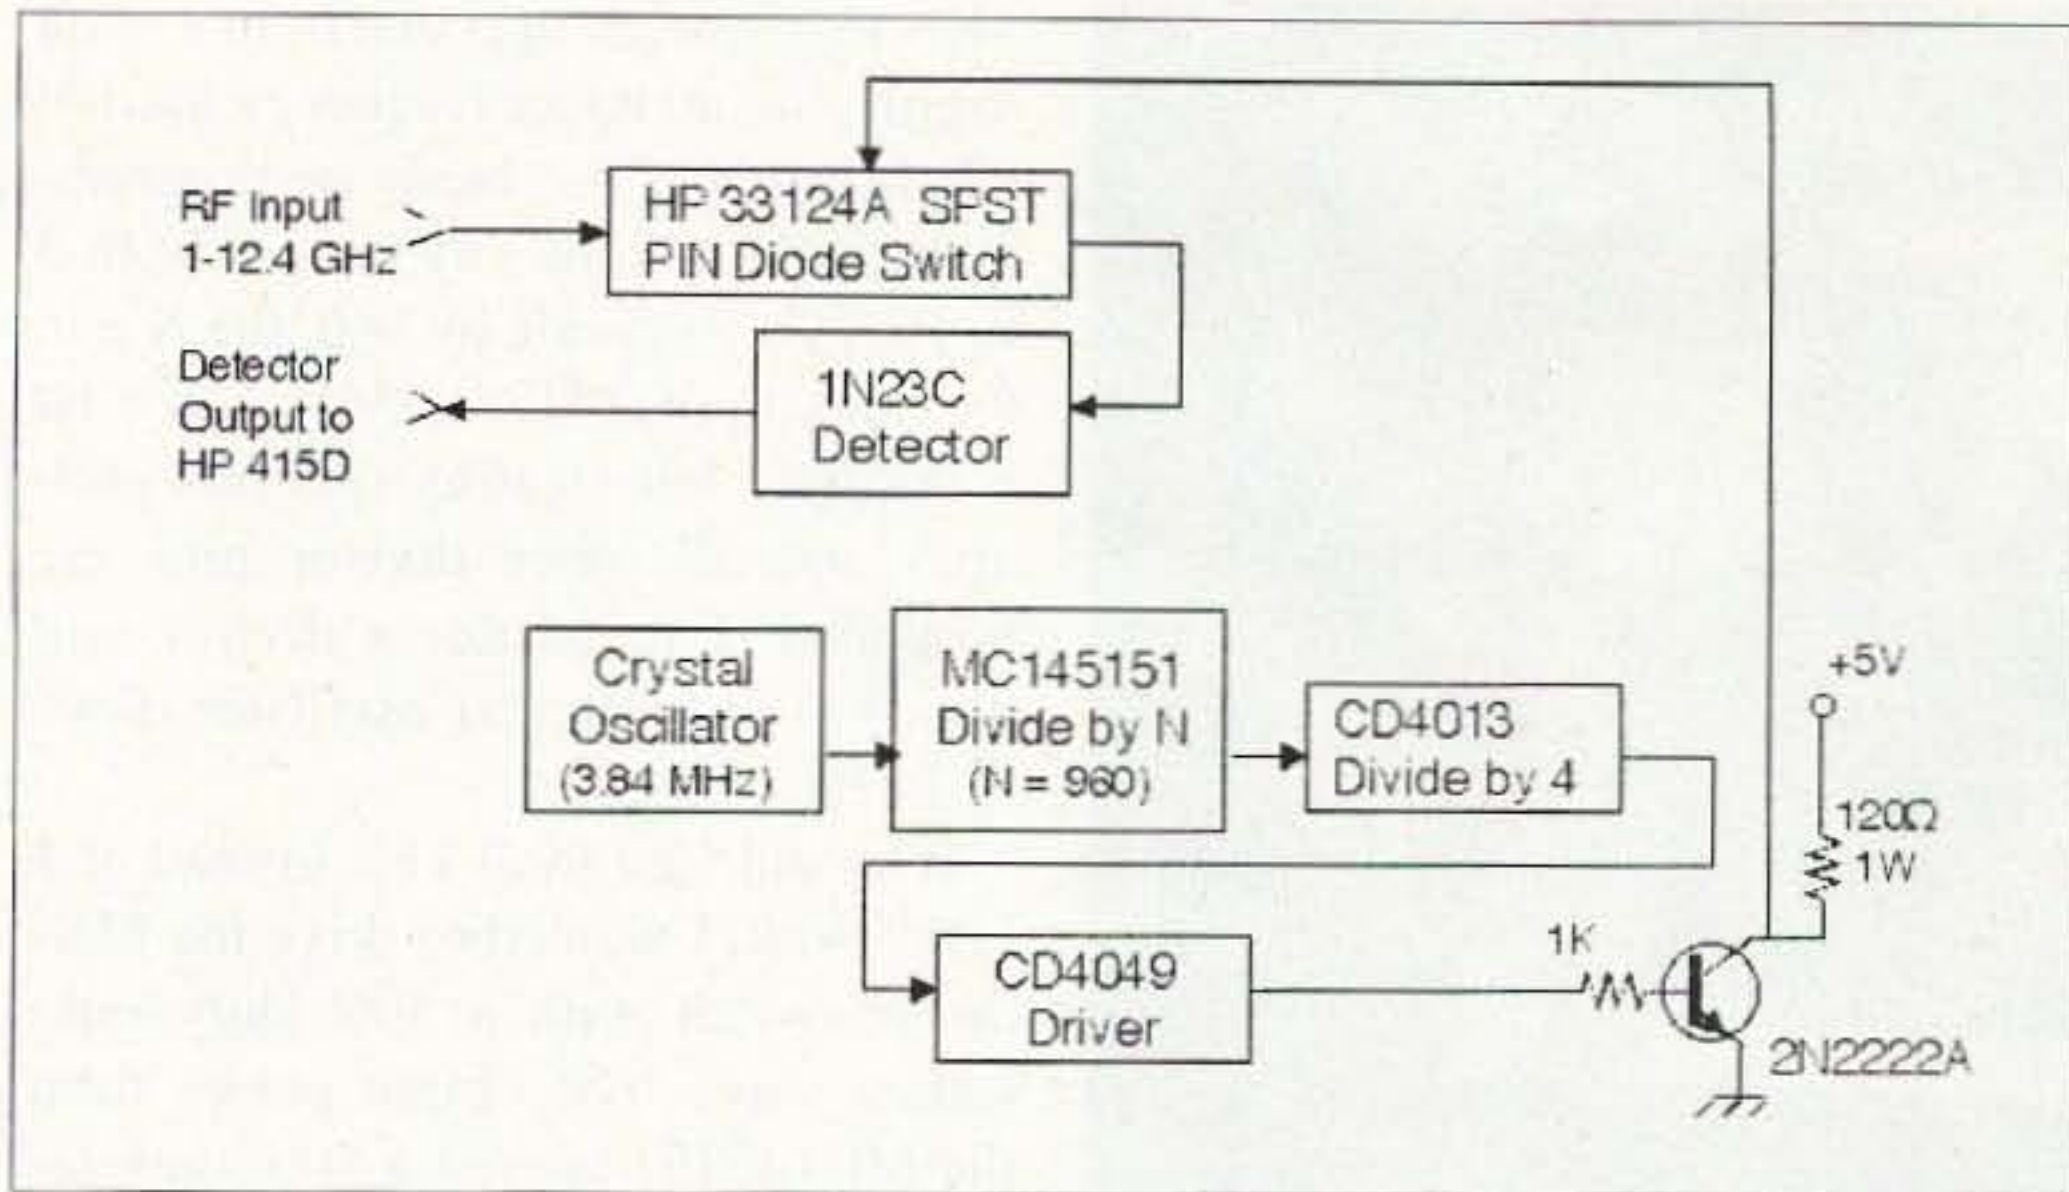 RF Input
1-12.4 GHz
HP 33124A SPST
PIN Diode Switch
Detector
Output to
HP 415D
1N23C
Detector
Crystal
Oscillator
(3.84 MHz)
MC145151
Divide by N
(N = 960)
CD4013
Divide by 4
+5V
120Ω
1W
CD4049
Driver
1K
2N2222A